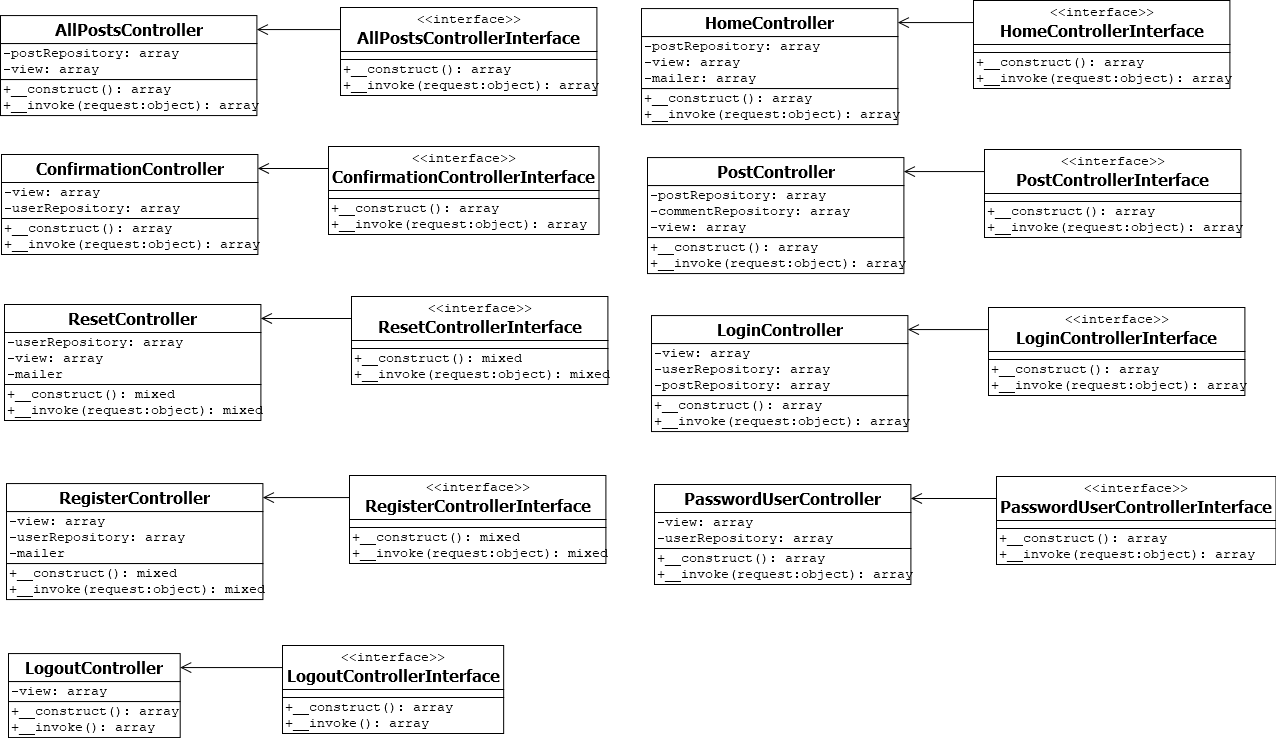 AllPostsController
-postRepository: array
-view: array
+__construct(): array
+__invoke(request:object): array
<<interface>>
AllPostsControllerInterface
+__construct(): array
+__invoke(request:object): array
HomeController
-postRepository: array
-view: array
-mailer: array
+__construct(): array
+__invoke(request:object): array
<<interface>>
HomeControllerInterface
+__construct(): array
+__invoke(request:object): array
ConfirmationController
-view: array
-userRepository: array
+__construct(): array
+__invoke(request:object): array
<<interface>>
ConfirmationControllerInterface
+__construct(): array
+__invoke(request:object): array
PostController
-postRepository: array
-commentRepository: array
-view: array
+__construct(): array
+__invoke(request:object): array
<<interface>>
PostControllerInterface
+__construct(): array
+__invoke(request:object): array
ResetController
-userRepository: array
-view: array
-mailer
+__construct(): mixed
+__invoke(request:object): mixed
<<interface>>
ResetControllerInterface
+__construct(): mixed
+__invoke(request:object): mixed
LoginController
-view: array
-userRepository: array
-postRepository: array
+__construct(): array
+__invoke(request:object): array
<<interface>>
LoginControllerInterface
+__construct(): array
+__invoke(request:object): array
RegisterController
-view: array
-userRepository: array
-mailer
+__construct(): mixed
+__invoke(request:object): mixed
<<interface>>
RegisterControllerInterface
+__construct(): mixed
+__invoke(request:object): mixed
PasswordUserController
-view: array
-userRepository: array
+__construct(): array
+__invoke(request:object): array
<<interface>>
PasswordUserControllerInterface
+__construct(): array
+__invoke(request:object): array
LogoutController
-view: array
+__construct(): array
+__invoke(): array
<<interface>>
LogoutControllerInterface
+__construct(): array
+__invoke(): array